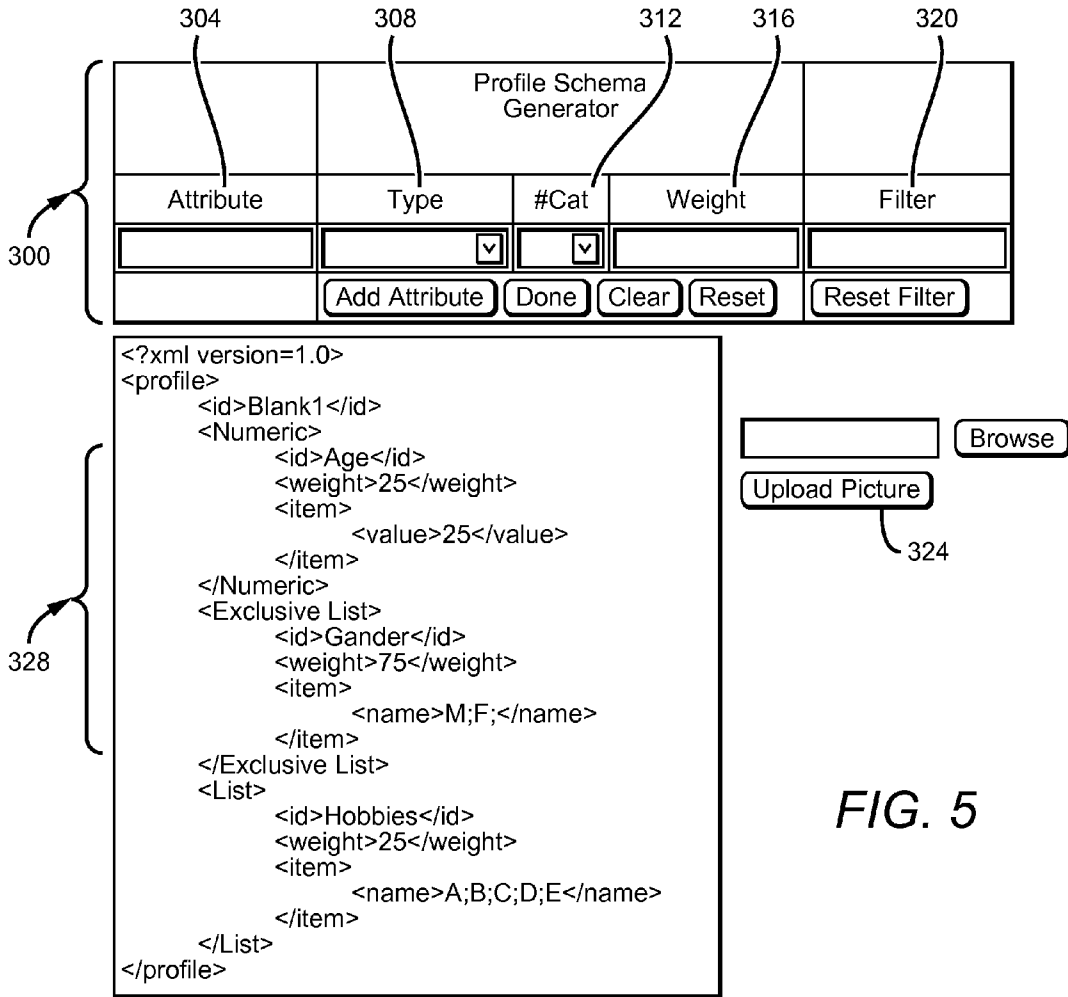 304 308 312 316 320
Profile Schema
Generator
Attribute Type #Cat Weight Filter
300
Add Attribute Done Clear Reset Reset Filter
<?xml version=1.0>
<profile>
<id>Blank1</id>
<Numeric>
<id>Age</id>
<weight>25</weight>
<item>
<value>25</value>
</item>
</Numeric>
<Exclusive List>
<id>Gander</id>
<weight>75</weight>
<item>
<name>M;F;</name>
</item>
</Exclusive List>
<List>
<id>Hobbies</id>
<weight>25</weight>
<item>
<name>A;B;C;D;E</name>
</item>
</List>
</profile>
328
Browse
Upload Picture
324
FIG. 5